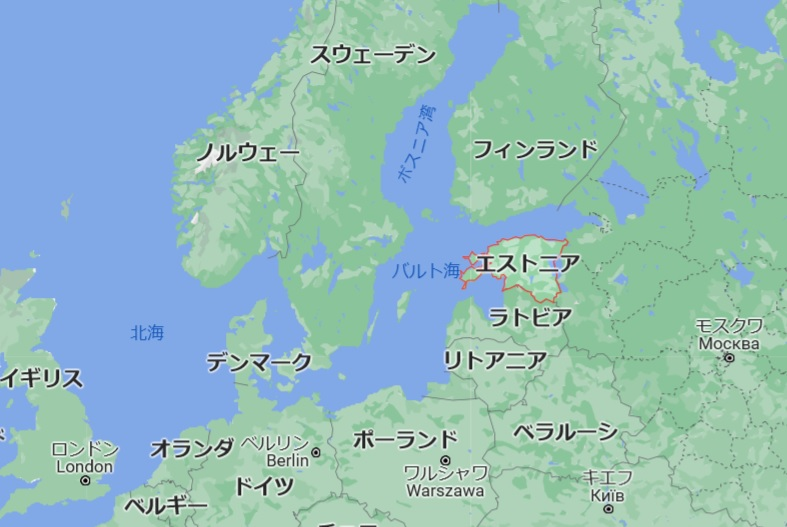 スウェーデン
ボスニア湾
ノルウェー
フィンランド
バルト海
エストニア
ラトビア
北海
モスクワ
Москва
デンマーク
リトアニア
イギリス
ロンドン
London
オランダ
ベルリン
Berlin
ポーランド
ベラルーシ
ワルシャワ
Warszawa
キエフ
Київ
ドイツ
ベルギー